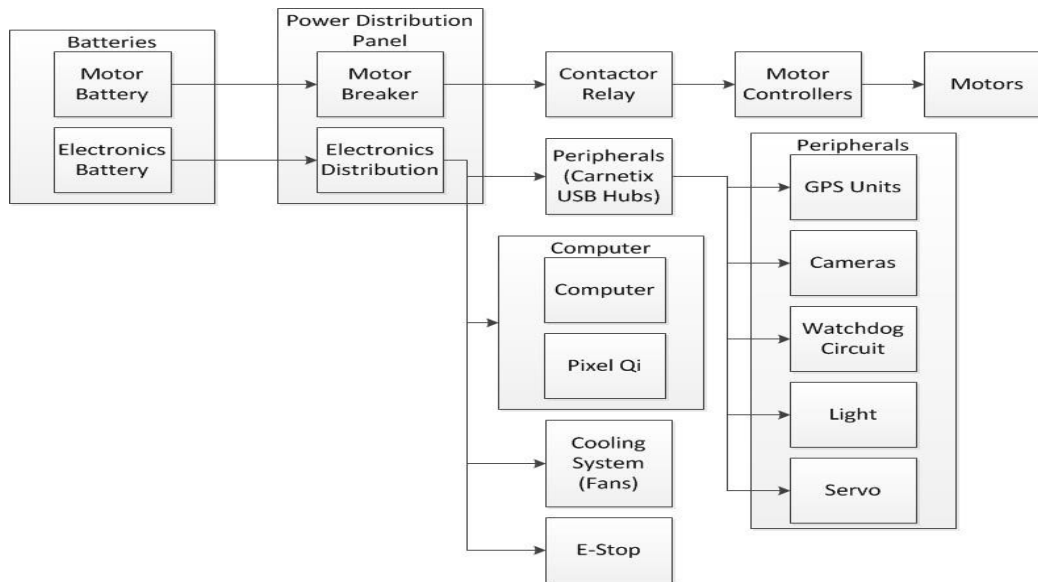 Batteries
Motor
Battery
Electronics
Battery
Power Distribution
Panel
Motor
Breaker
Electronics
Distribution
Contactor
Relay
Motor
Controllers
Motors
Peripherals
(Carnetix
USB Hubs)
Computer
Computer
Pixel Qi
Cooling
System
(Fans)
E-Stop
Peripherals
GPS Units
Cameras
Watchdog
Circuit
Light
Servo